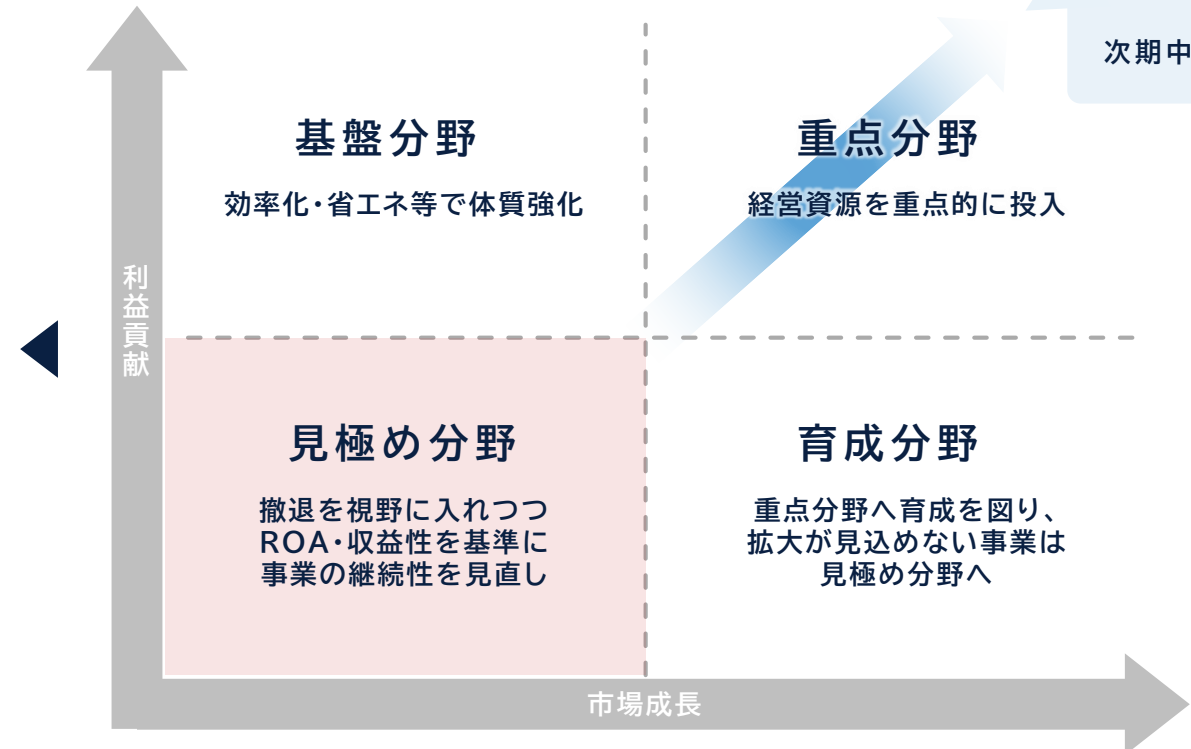 次期中
基盤分野
効率化・省エネ等で体質強化
重点分野
経営資源を重点的に投入
利益貢献
見極め分野
撤退を視野に入れつつ
ROA・収益性を基準に
事業の継続性を見直し
育成分野
重点分野へ育成を図り、
拡大が見込めない事業は
見極め分野へ
市場成長